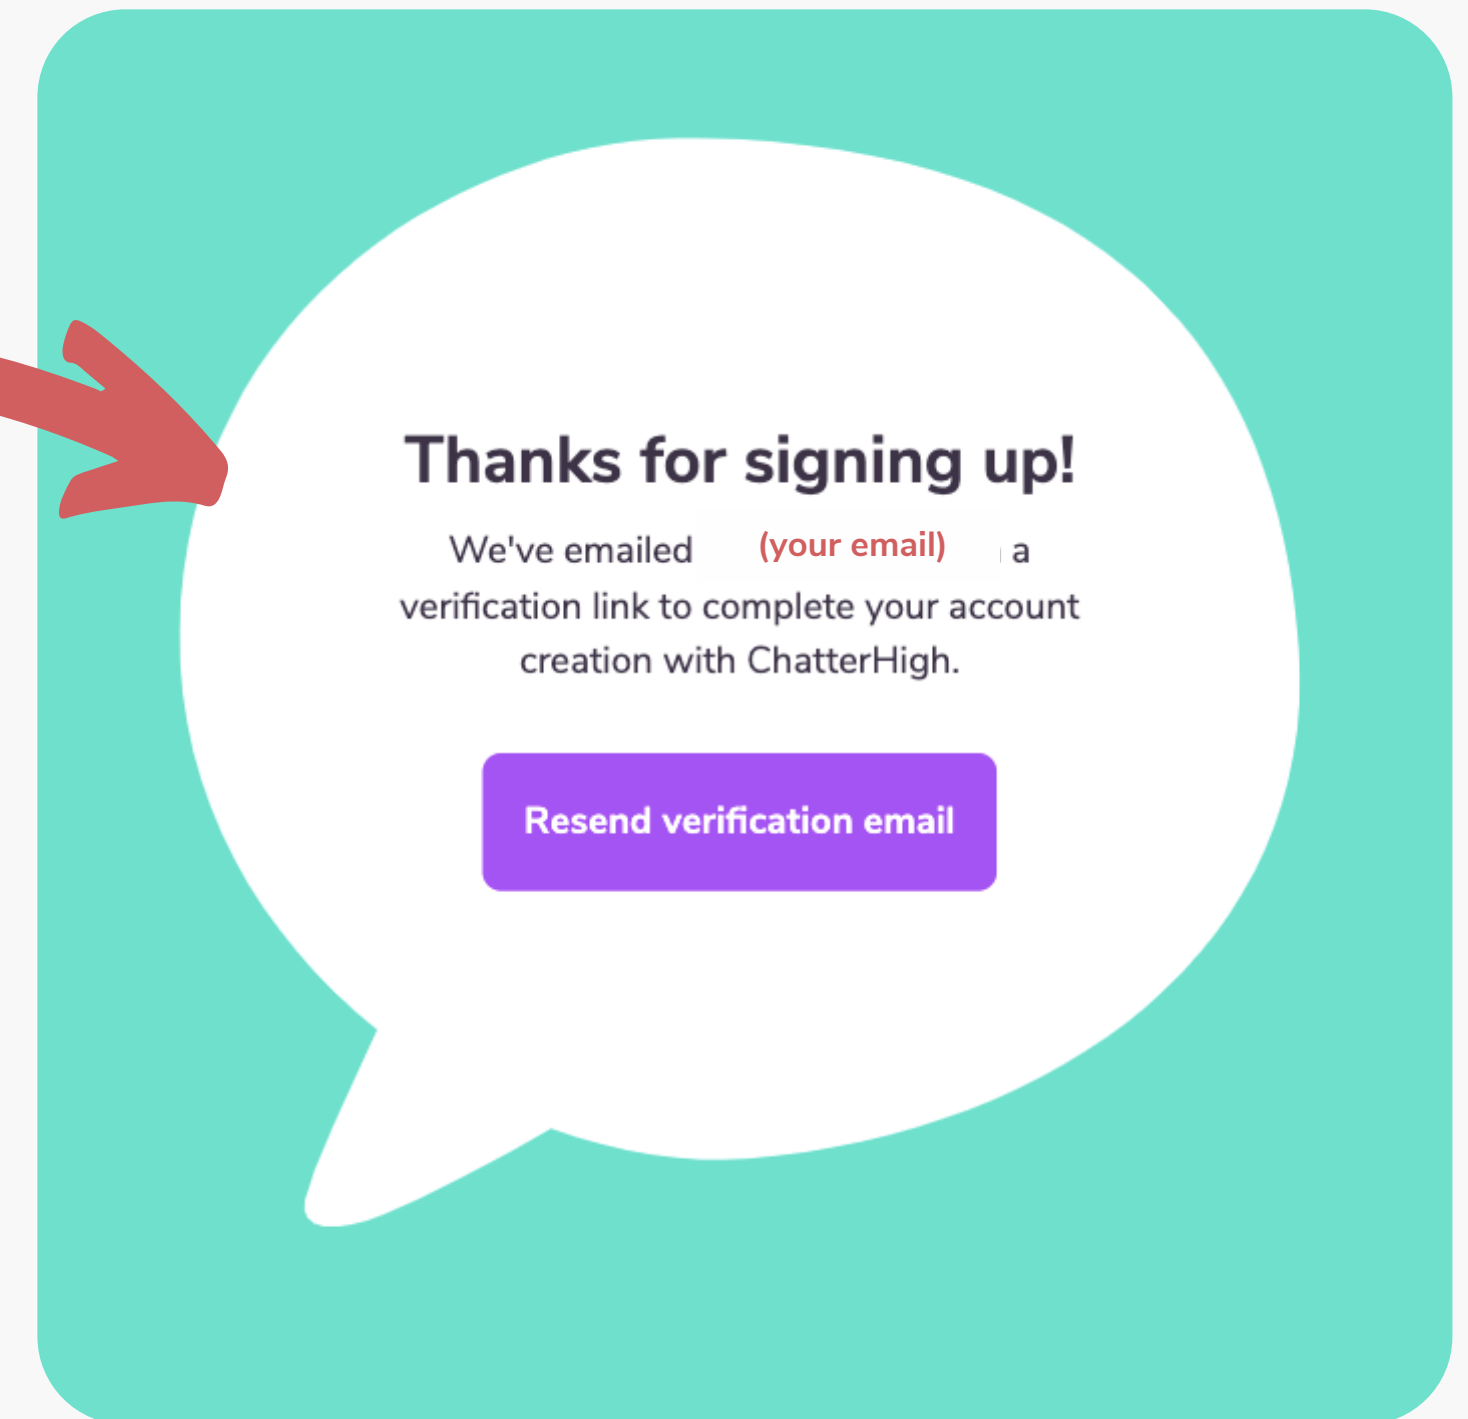 Thanks for signing up!
We've emailed (your email) a
verification link to complete your account
creation with ChatterHigh.
Resend verification email